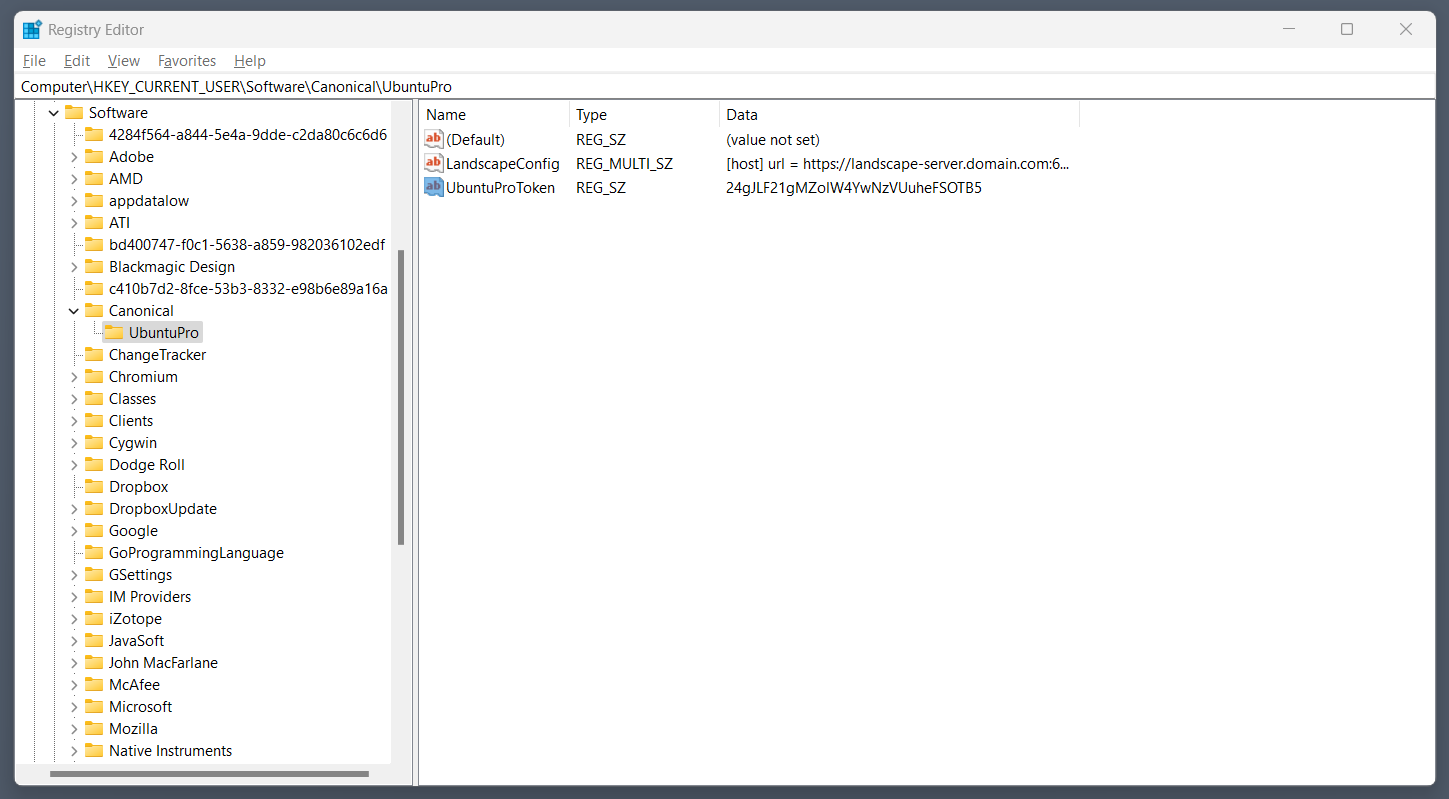 Registry Editor
File Edit View Favorites Help
Computer\HKEY_CURRENT_USER\Software\Canonical\UbuntuPro
Software
4284f564-a844-5e4a-9dde-c2da80c6c6d6
Adobe
AMD
appdatalow
ATI
bd400747-f0c1-5638-a859-982036102edf
Blackmagic Design
c410b7d2-8fce-53b3-8332-e98b6e89a16a
Canonical
UbuntuPro
ChangeTracker
Chromium
Classes
Clients
Cygwin
Dodge Roll
Dropbox
DropboxUpdate
Google
GoProgrammingLanguage
GSettings
IM Providers
iZotope
JavaSoft
John MacFarlane
McAfee
Microsoft
Mozilla
Native Instruments
Name Type Data
(Default) REG_SZ (value not set)
LandscapeConfig REG_MULTI_SZ [host] url = https://landscape-server.domain.com:6...
UbuntuProToken REG_SZ 24gJLF21gMZolW4YwNzVUuheFSOTB5